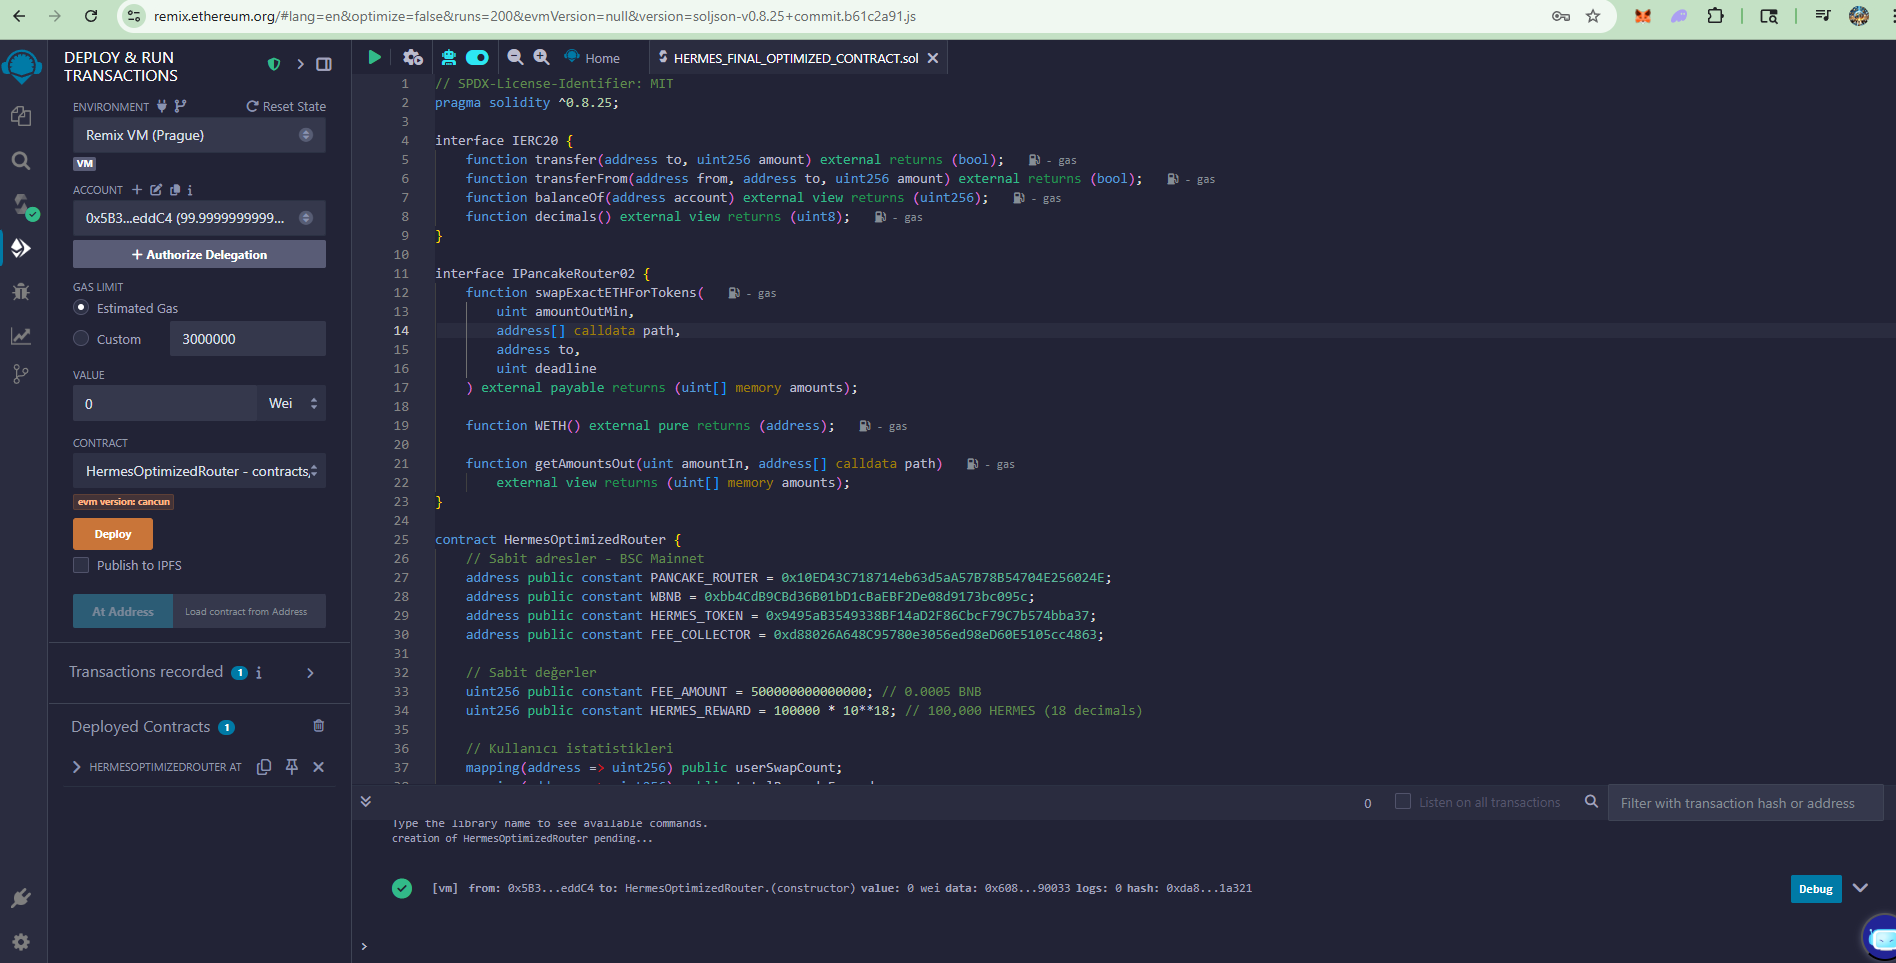 remix.ethereum.org/#lang=en&optimize=false&runs=200&evmVersion=null&version=soljson-v0.8.25+commit.b61c2a91.js
DEPLOY & RUN
TRANSACTIONS
ENVIRONMENT
Reset State
Remix VM (Prague)
VM
ACCOUNT
0x5B3...eddC4 (99.9999999999...
+ Authorize Delegation
GAS LIMIT
Estimated Gas
Custom
3000000
VALUE
0
Wei
CONTRACT
HermesOptimizedRouter - contracts,
evm version: cancun
Deploy
Publish to IPFS
At Address
Load contract from Address
Transactions recorded 1 i
Deployed Contracts 1
HERMESOPTIMIZEDROUTER AT
Home
HERMES_FINAL_OPTIMIZED_CONTRACT.sol
1 // SPDX-License-Identifier: MIT
2 pragma solidity ^0.8.25;
3
4 interface IERC20 {
5 function transfer(address to, uint256 amount) external returns (bool); - gas
6 function transferFrom(address from, address to, uint256 amount) external returns (bool); - gas
7 function balanceOf(address account) external view returns (uint256); - gas
8 function decimals() external view returns (uint8); - gas
9 }
10
11 interface IPancakeRouter02 {
12 function swapExactETHForTokens( - gas
13 uint amountOutMin,
14 address[] calldata path,
15 address to,
16 uint deadline
17 ) external payable returns (uint[] memory amounts);
18
19 function WETH() external pure returns (address); - gas
20
21 function getAmountsOut(uint amountIn, address[] calldata path) - gas
22 external view returns (uint[] memory amounts);
23 }
24
25 contract HermesOptimizedRouter {
26 // Sabit adresler - BSC Mainnet
27 address public constant PANCAKE_ROUTER = 0x10ED43C718714eb63d5aA57B78B54704E256024E;
28 address public constant WBNB = 0xbb4CdB9CBd36B01bD1cBaEBF2De08d9173bc095c;
29 address public constant HERMES_TOKEN = 0x9495aB3549338BF14aD2F86CbcF79C7b574bba37;
30 address public constant FEE_COLLECTOR = 0xd88026A648C95780e3056ed98eD60E5105cc4863;
31
32 // Sabit değerler
33 uint256 public constant FEE_AMOUNT = 500000000000000; // 0.0005 BNB
34 uint256 public constant HERMES_REWARD = 100000 * 10**18; // 100,000 HERMES (18 decimals)
35
36 // Kullanıcı istatistikleri
37 mapping(address => uint256) public userSwapCount;
0
Listen on all transactions
Filter with transaction hash or address
Type the library name to see available commands.
creation of HermesOptimizedRouter pending...
[vm] from: 0x5B3...eddC4 to: HermesOptimizedRouter.(constructor) value: 0 wei data: 0x608...90033 logs: 0 hash: 0xda8...1a321
Debug
>